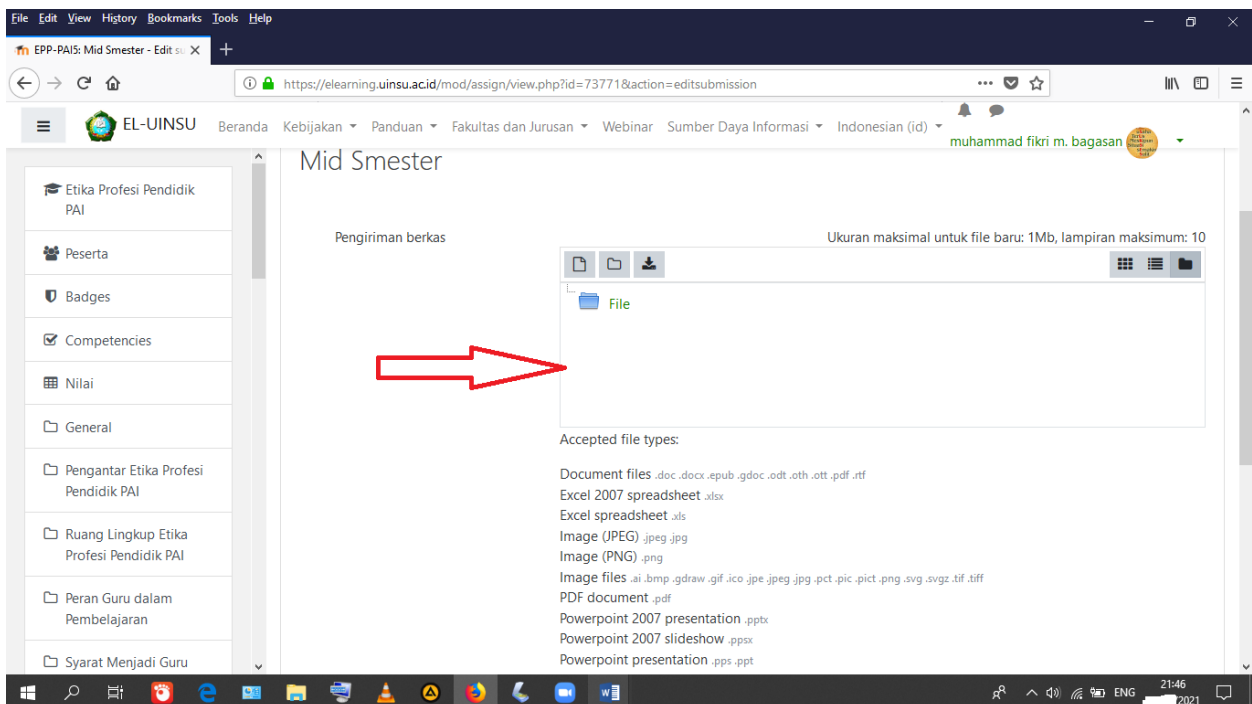 File Edit View History Bookmarks Tools Help
EPP-PAI5: Mid Smester - Edit su
https://elearning.uinsu.ac.id/mod/assign/view.php?id=73771&action=editsubmission
EL-UINSU Beranda Kebijakan Panduan Fakultas dan Jurusan Webinar Sumber Daya Informasi Indonesian (id)
muhammad fikri m. bagasan
Mid Smester
Etika Profesi Pendidik
PAI
Peserta
Badges
Competencies
Nilai
General
Pengantar Etika Profesi
Pendidik PAI
Ruang Lingkup Etika
Profesi Pendidik PAI
Peran Guru dalam
Pembelajaran
Syarat Menjadi Guru
Pengiriman berkas
Ukuran maksimal untuk file baru: 1Mb, lampiran maksimum: 10
File
Accepted file types:
Document files .doc .docx .epub .gdoc .odt .oth .ott .pdf .rtf
Excel 2007 spreadsheet .xlsx
Excel spreadsheet .xls
Image (JPEG) .jpeg .jpg
Image (PNG) .png
Image files .ai .bmp .gdraw .gif .ico .jpe .jpeg .jpg .pct .pic .pict .png .svg .svgz .tif .tiff
PDF document .pdf
Powerpoint 2007 presentation .pptx
Powerpoint 2007 slideshow .ppsx
Powerpoint presentation .pps .ppt
ENG
21:46
2021